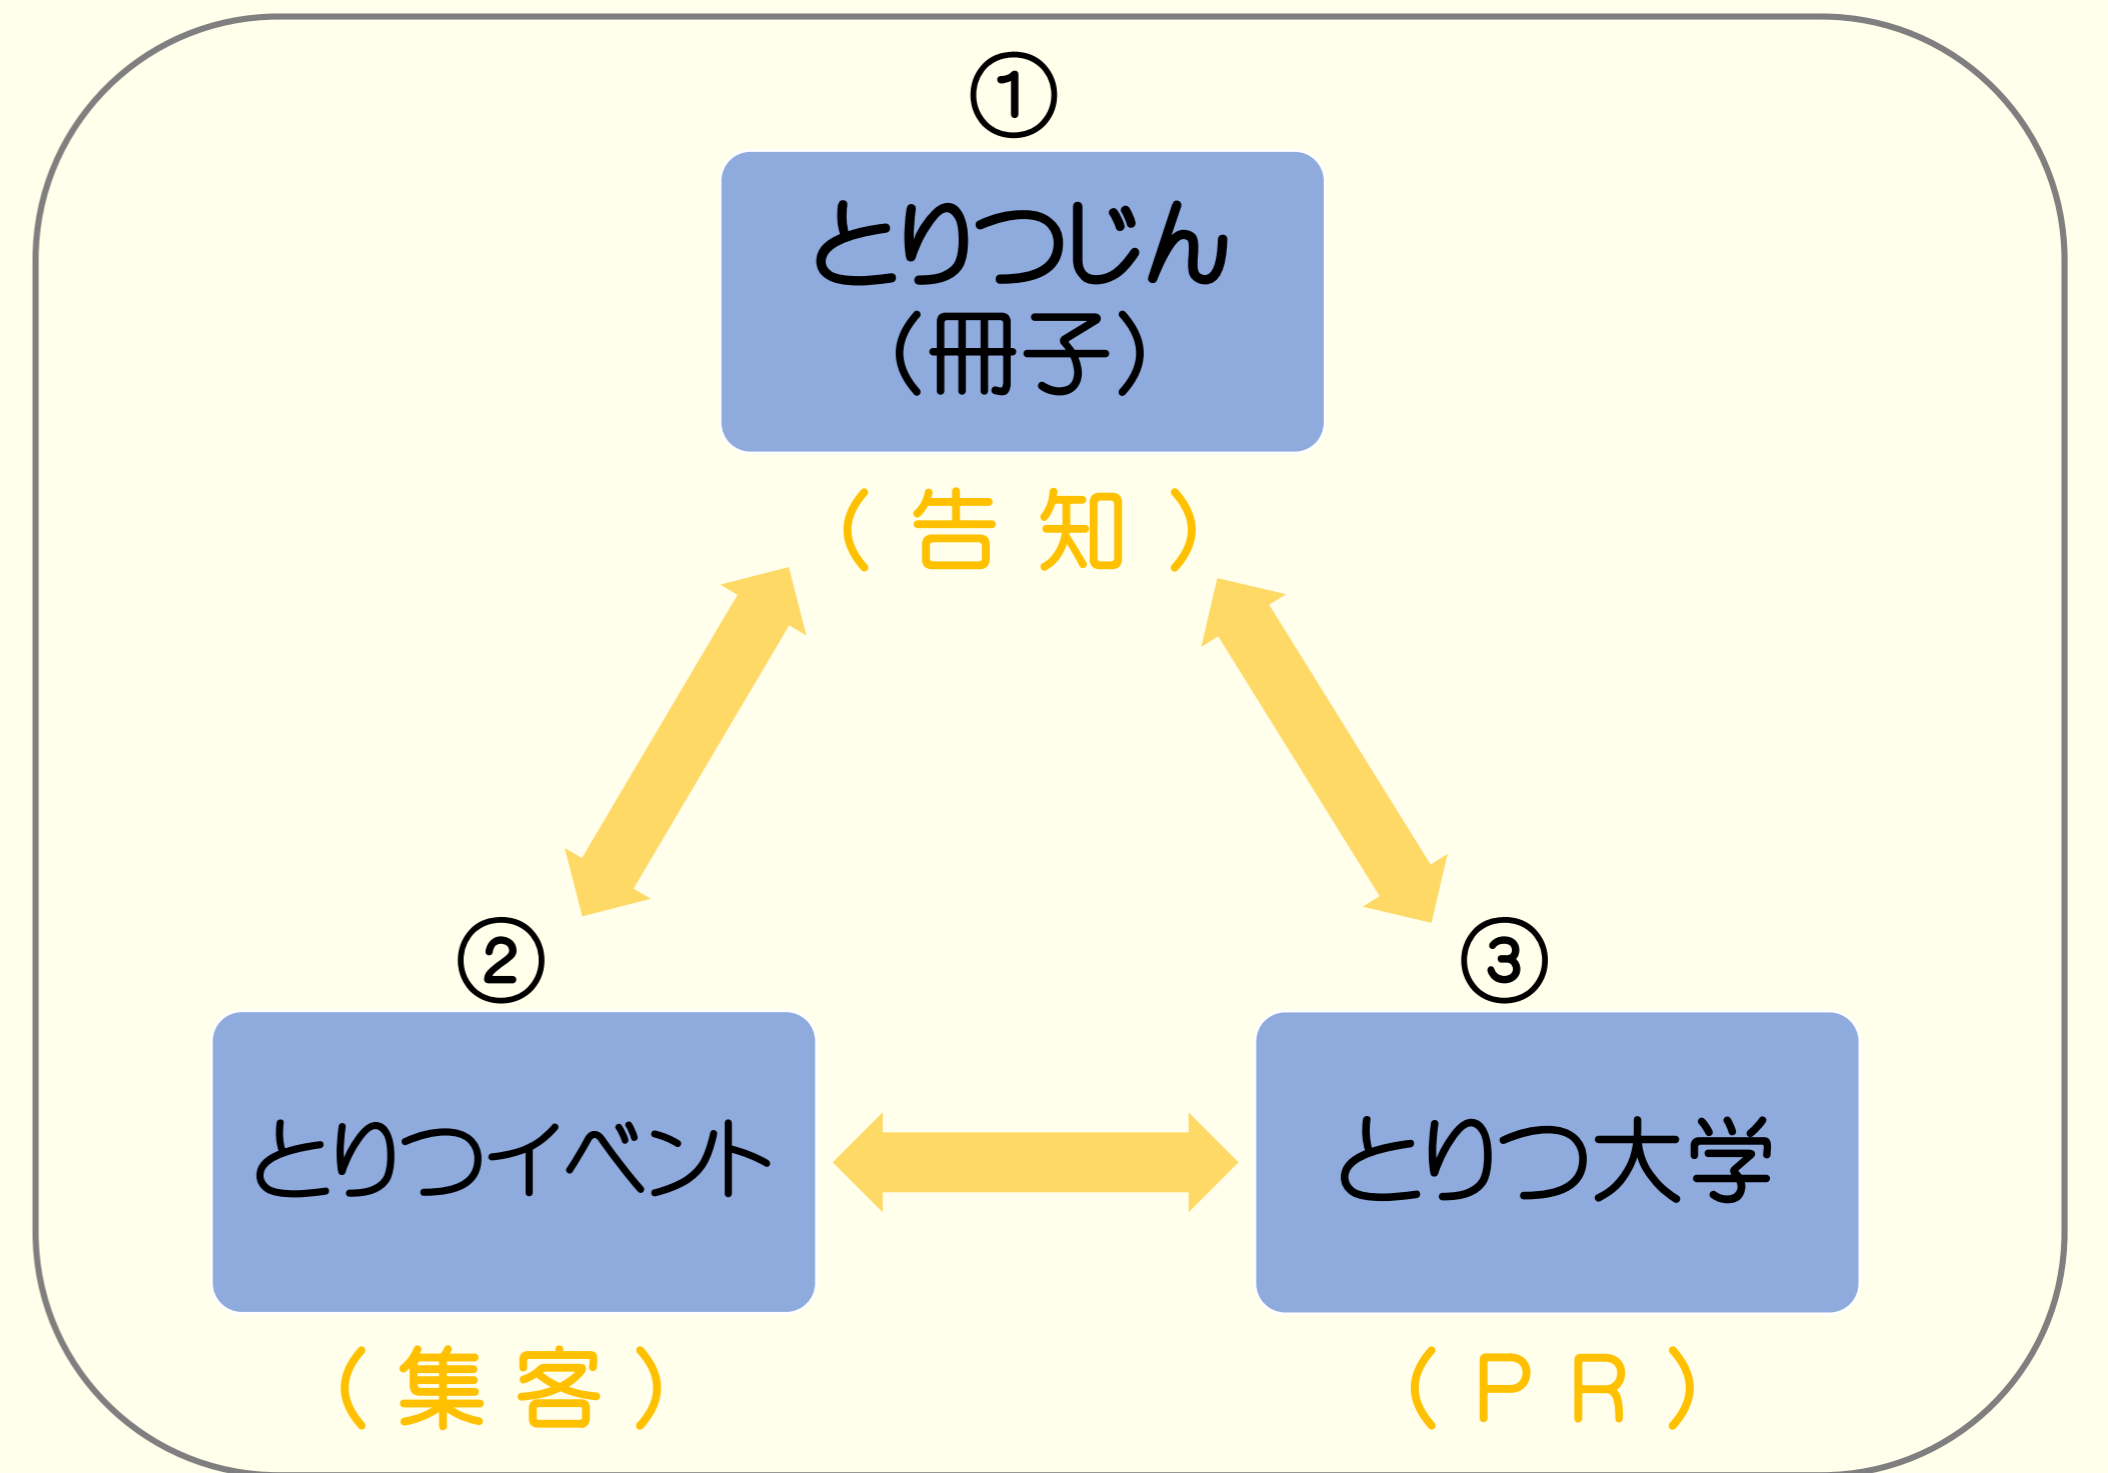 ①
とりつじん
（冊子）
（ 告 知 ）
②
③
とりつイベント
とりつ大学
（ 集 客 ）
（ P R ）